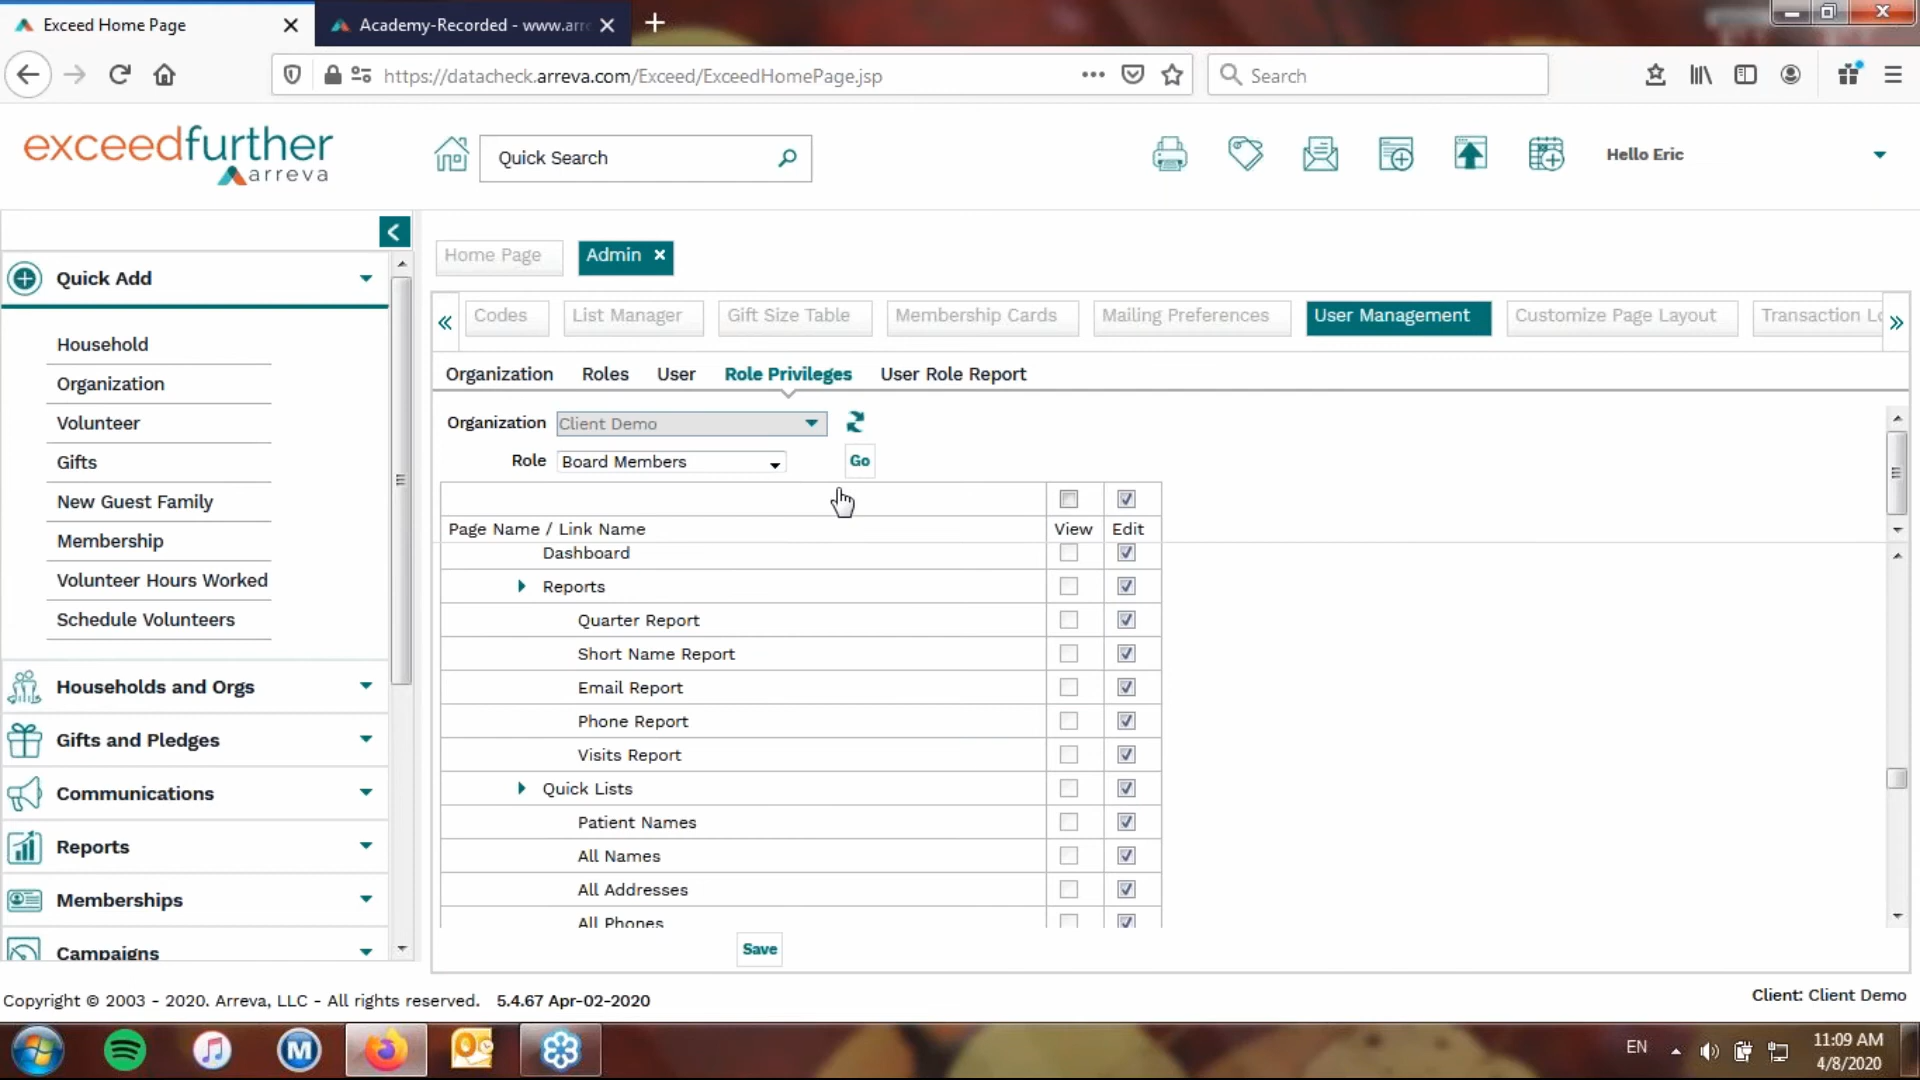 Exceed Home Page
Academy-Recorded - www.arre
https://datacheck.arreva.com/Exceed/ExceedHomePage.jsp
Search
exceedfurther
arreva
Quick Search
Hello Eric
Home Page
Admin
Codes
List Manager
Gift Size Table
Membership Cards
Mailing Preferences
User Management
Customize Page Layout
Transaction Lo
Organization
Roles
User
Role Privileges
User Role Report
Organization
Client Demo
Role
Board Members
Go
Page Name / Link Name
View
Edit
Dashboard
Reports
Quarter Report
Short Name Report
Email Report
Phone Report
Visits Report
Quick Lists
Patient Names
All Names
All Addresses
All Phones
Save
Quick Add
Household
Organization
Volunteer
Gifts
New Guest Family
Membership
Volunteer Hours Worked
Schedule Volunteers
Households and Orgs
Gifts and Pledges
Communications
Reports
Memberships
Campaigns
Copyright © 2003 - 2020. Arreva, LLC - All rights reserved. 5.4.67 Apr-02-2020
Client: Client Demo
EN
11:09 AM
4/8/2020